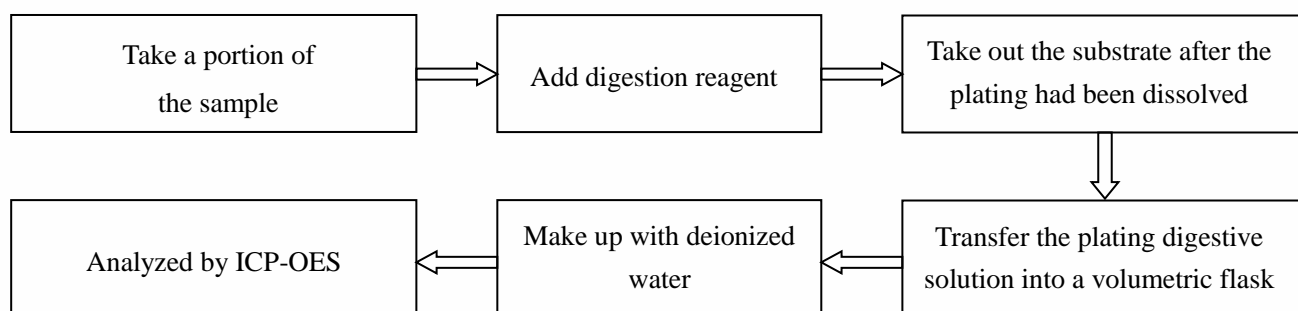 Take a portion of
the sample
Add digestion reagent
Take out the substrate after the
plating had been dissolved
Transfer the plating digestive
solution into a volumetric flask
Make up with deionized
water
Analyzed by ICP-OES